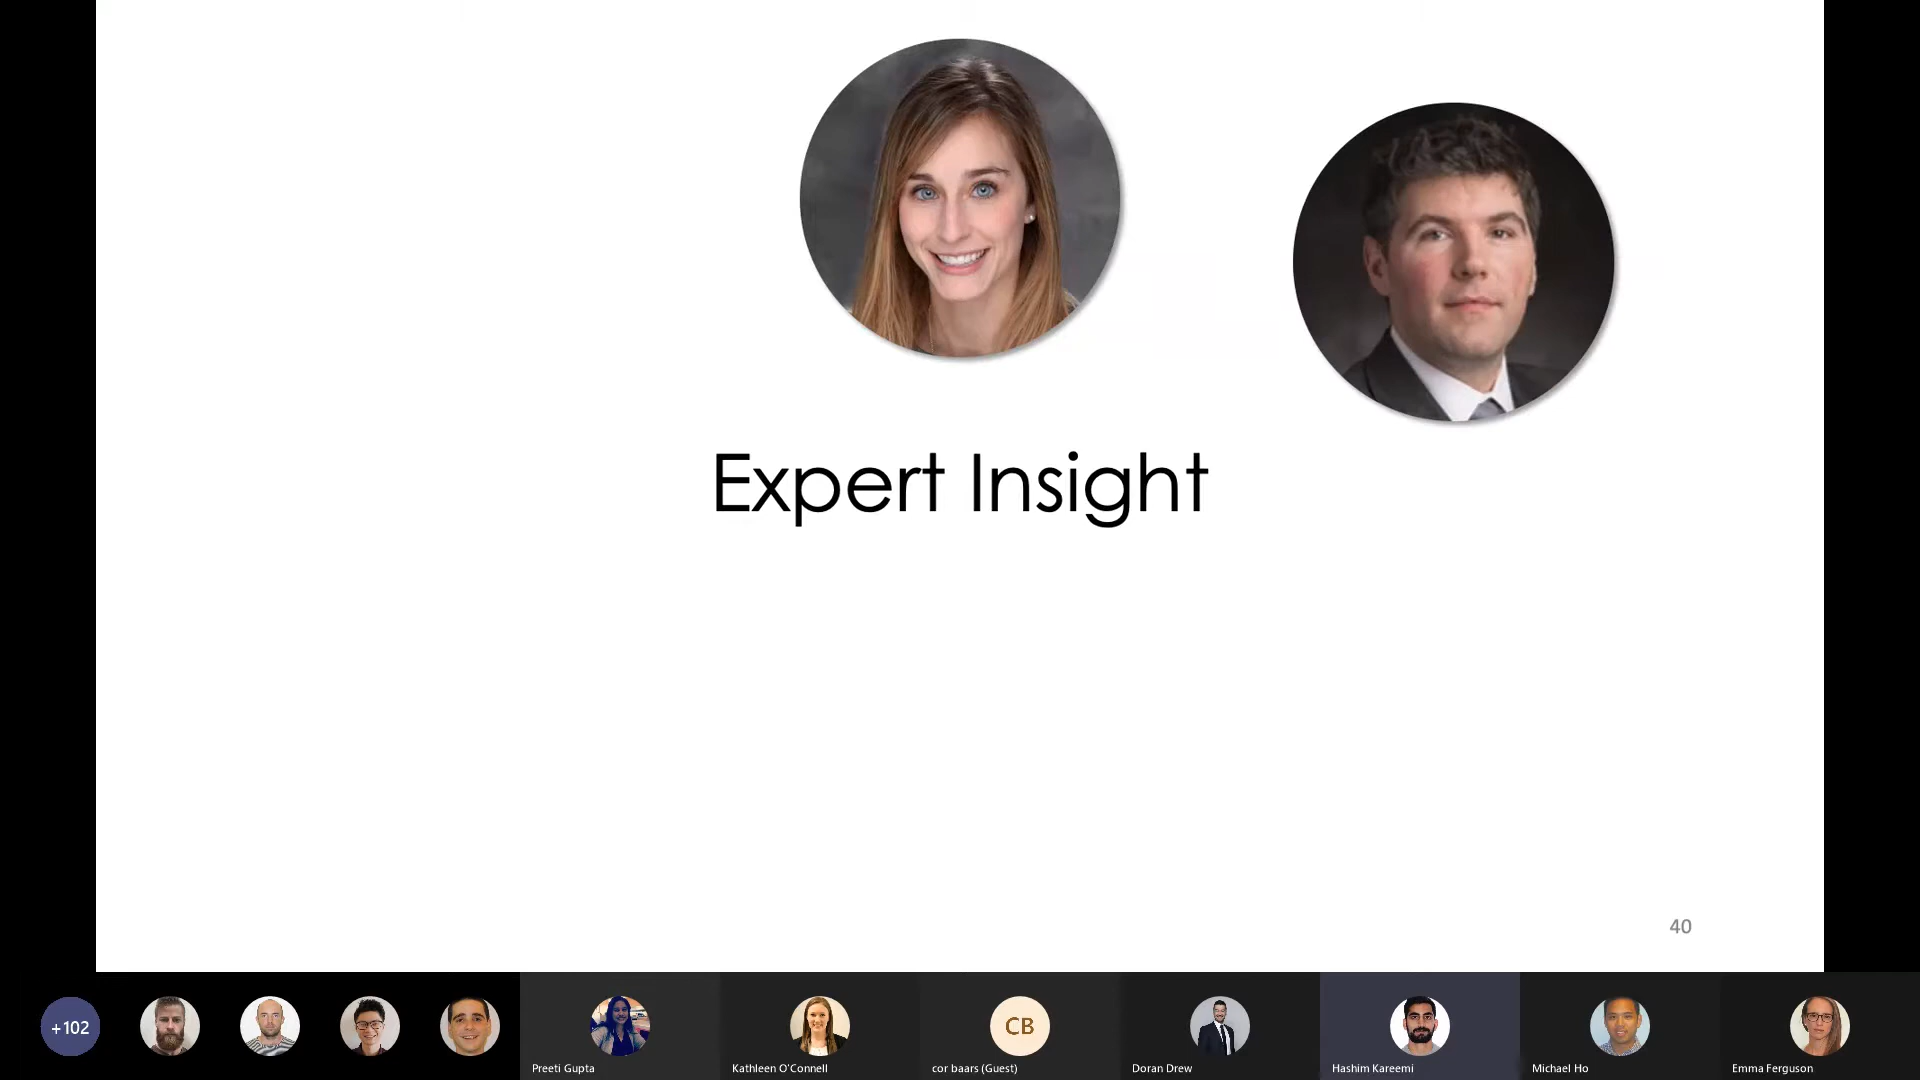 Expert Insight
40
+102
CB
Preeti Gupta
Kathleen O'Connell
cor baars (Guest)
Doran Drew
Hashim Kareemi
Michael Ho
Emma Ferguson